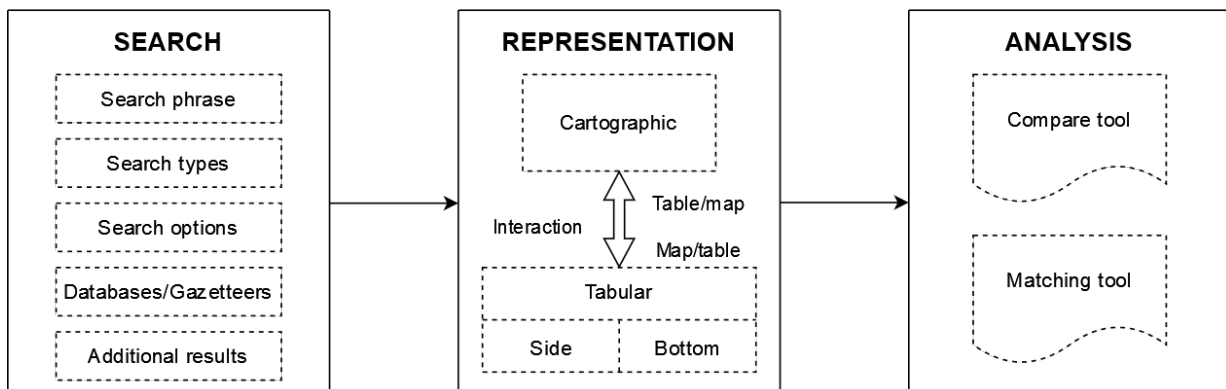 SEARCH
Search phrase
Search types
Search options
Databases/Gazetteers
Additional results
REPRESENTATION
Cartographic
Interaction
Table/map
Map/table
Tabular
Side
Bottom
ANALYSIS
Compare tool
Matching tool